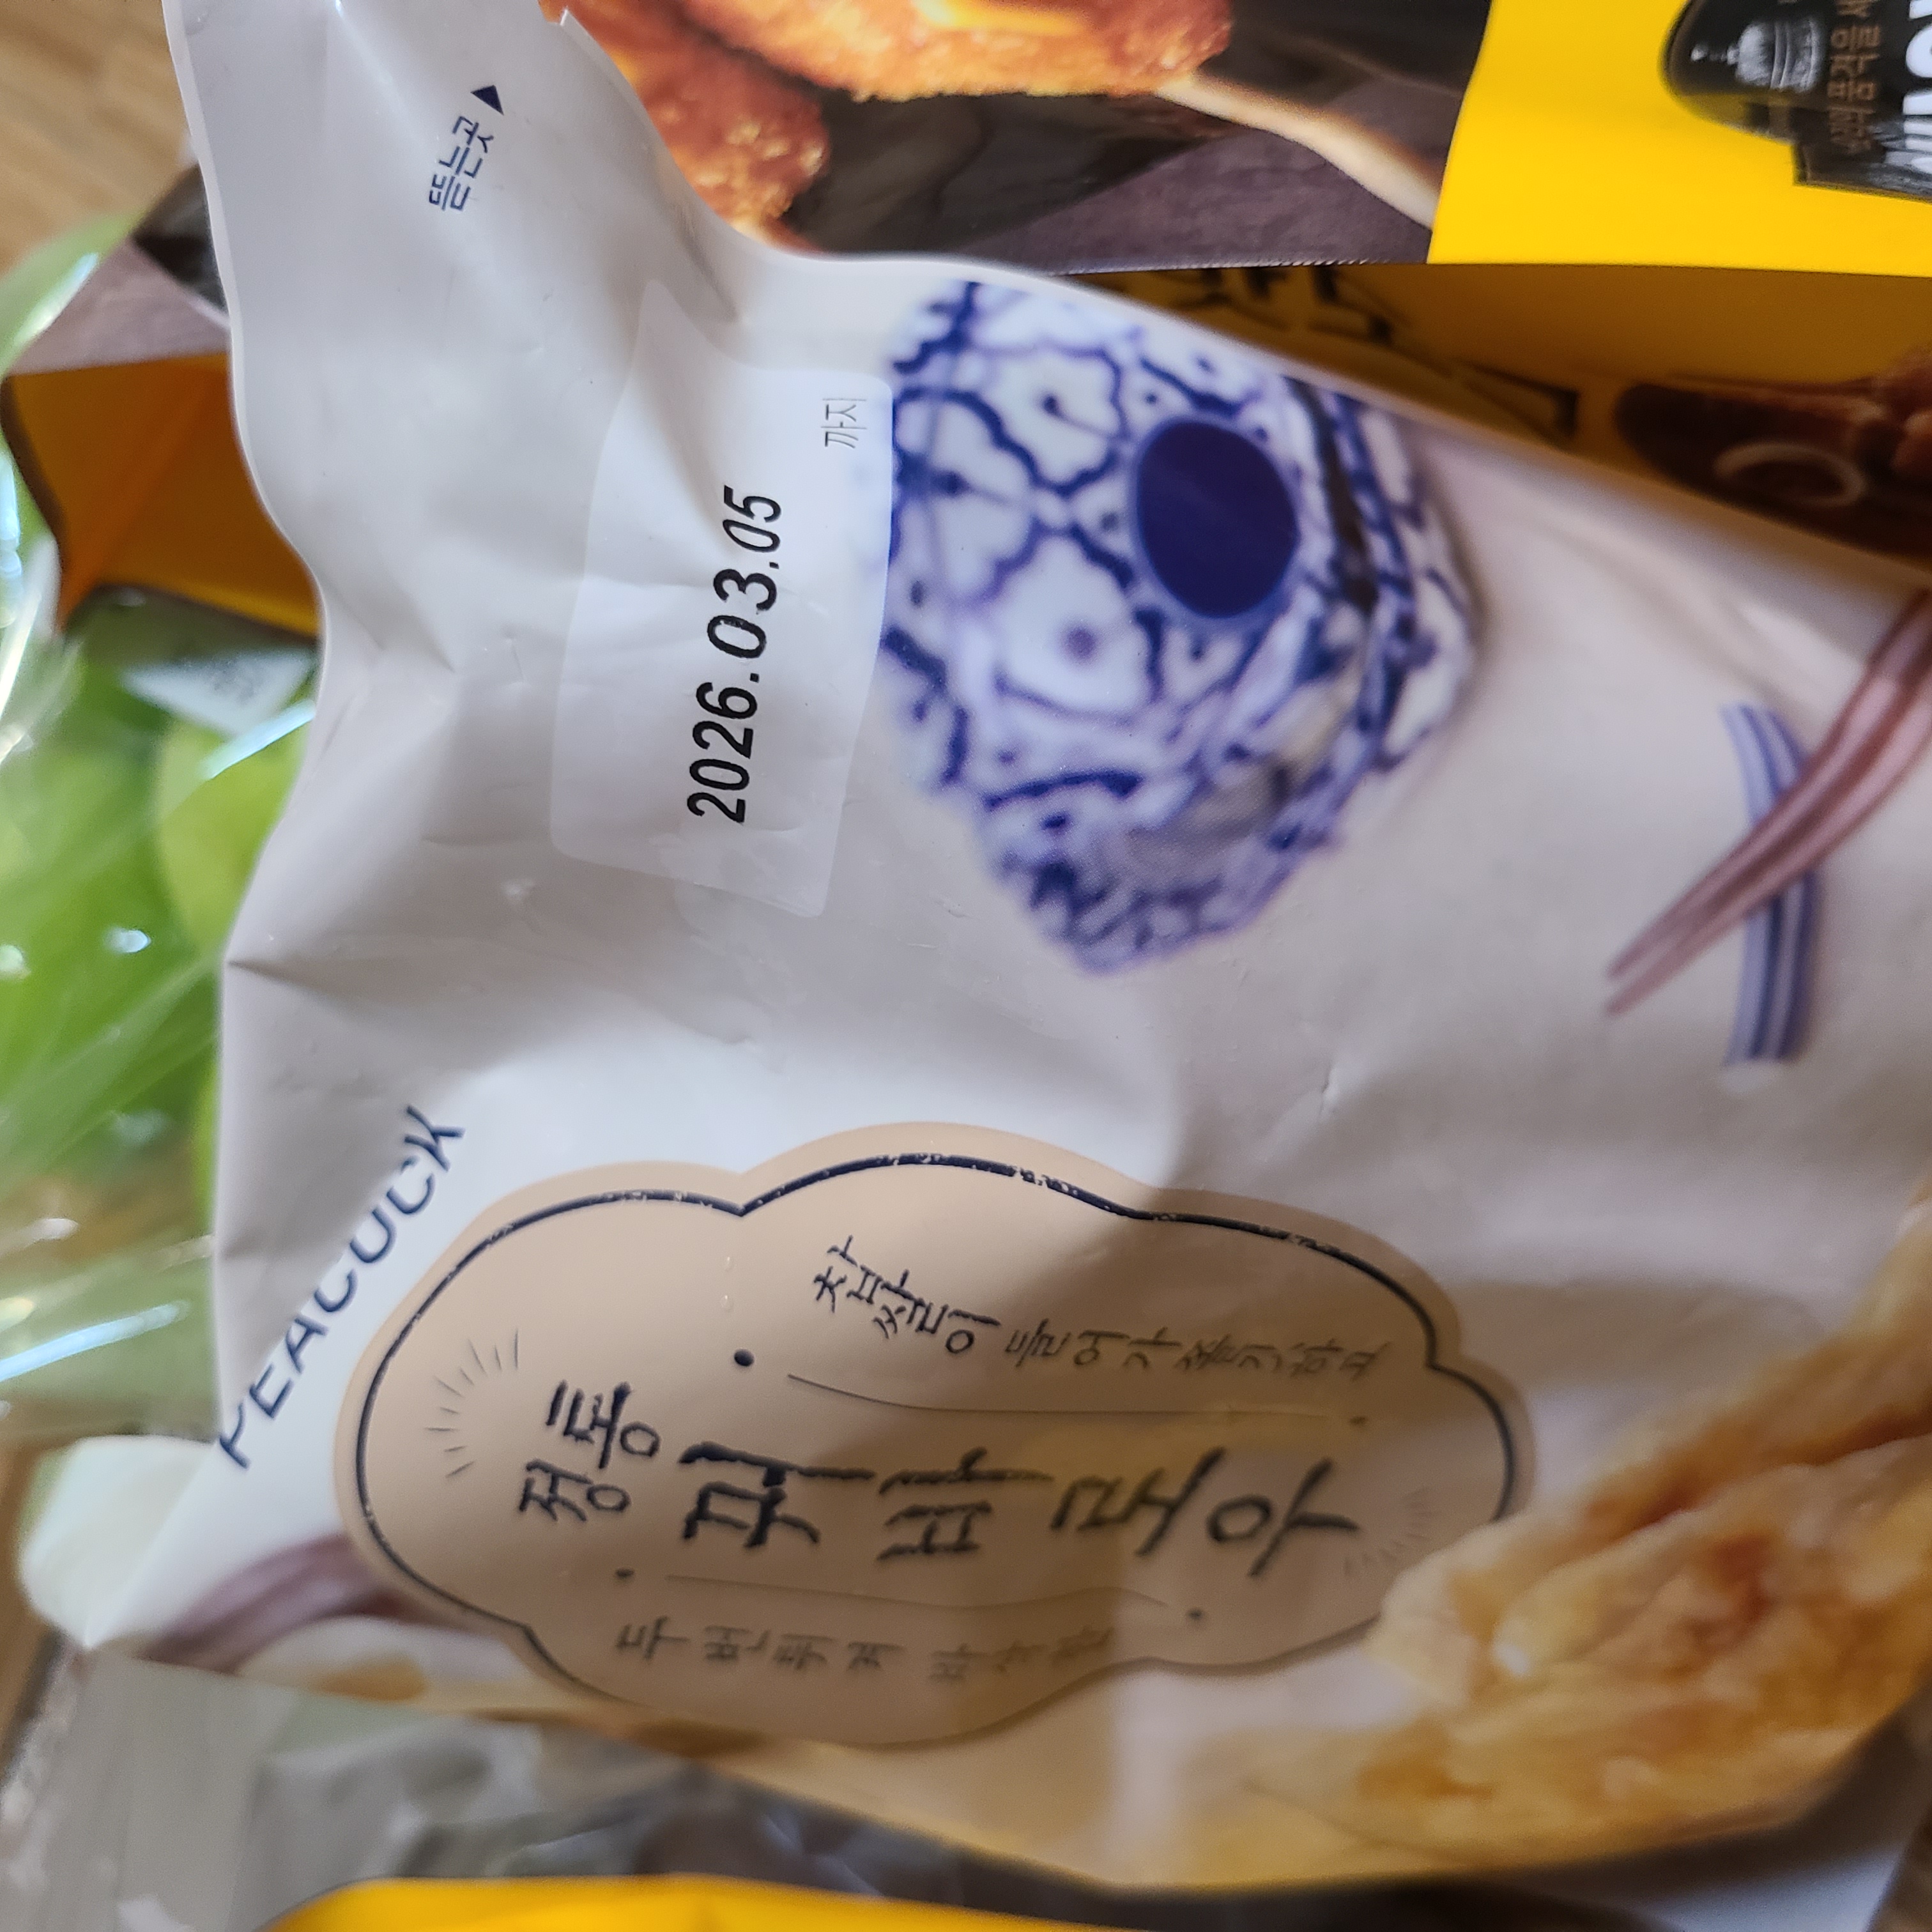 뜯는곳▲
2026.03.05
까지
PEACOCK
정통
꿔바로우
찹쌀이
들어가 쫄깃하고
두 번 튀겨 바삭한